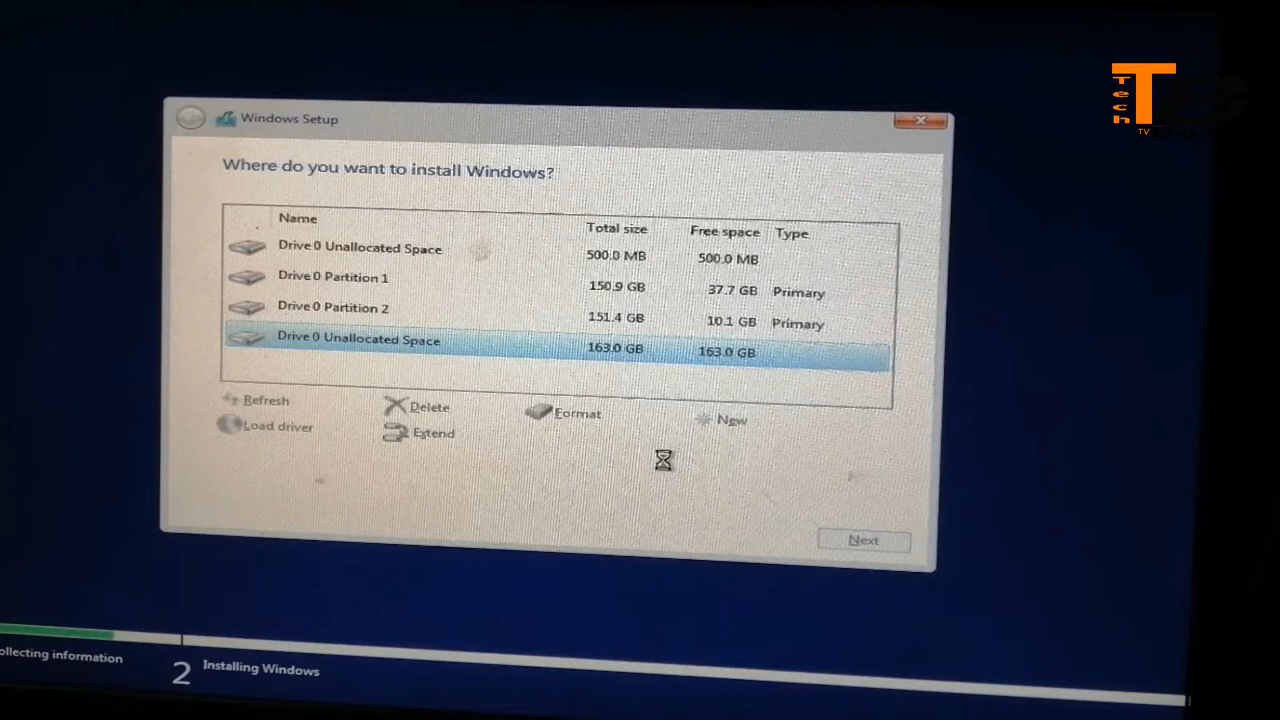 Tech
T
TV
Windows Setup
Where do you want to install Windows?
Name Total size Free space Type
Drive 0 Unallocated Space 500.0 MB 500.0 MB
Drive 0 Partition 1 150.9 GB 37.7 GB Primary
Drive 0 Partition 2 151.4 GB 10.1 GB Primary
Drive 0 Unallocated Space 163.0 GB 163.0 GB
Refresh Delete Format New
Load driver Extend
Next
ollecting information 2 Installing Windows